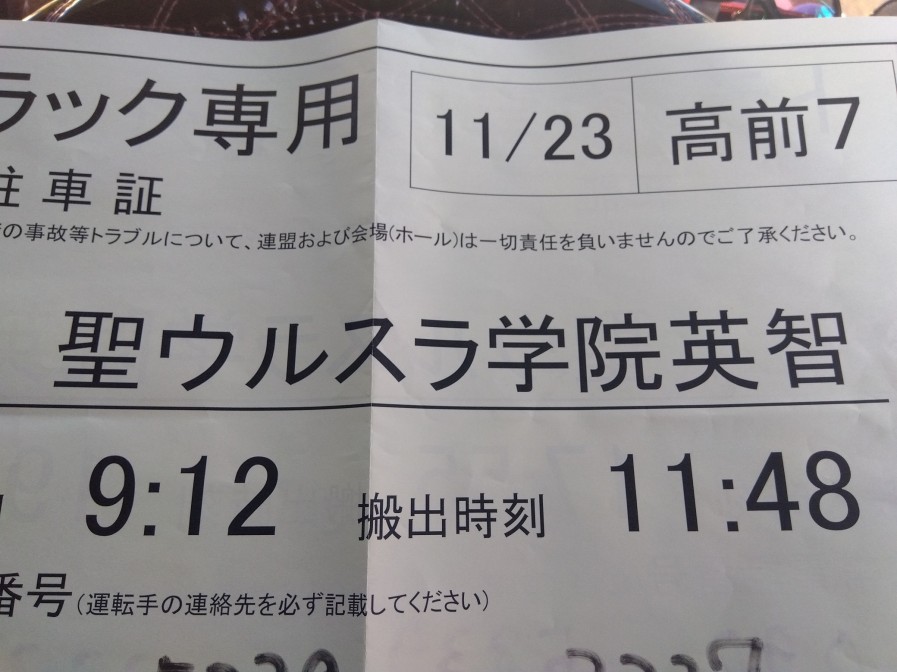 ラック専用 11/23 高前7
駐車証
の事故等トラブルについて、連盟および会場(ホール)は一切責任を負いませんのでご了承ください。
聖ウルスラ学院英智
9:12 搬出時刻 11:48
番号(運転手の連絡先を必ず記載してください)